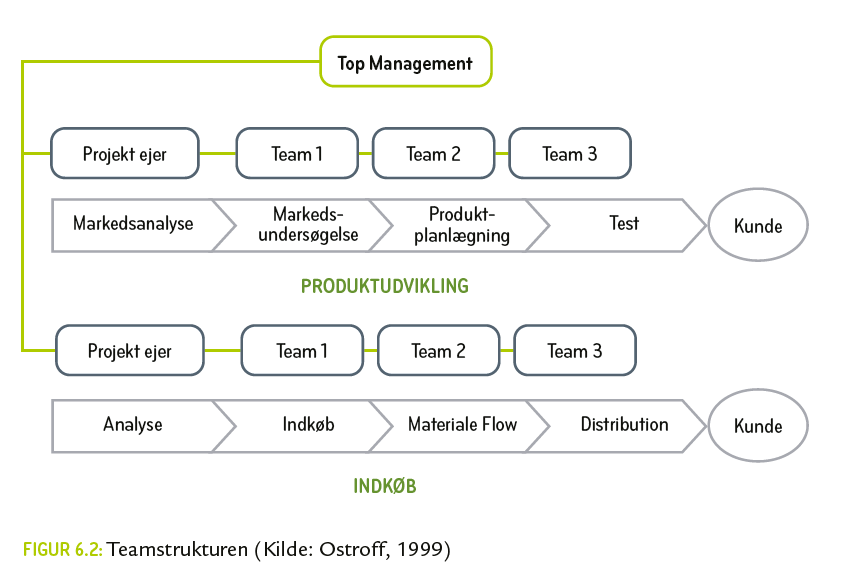 Top Management
Projekt ejer
Team 1
Team 2
Team 3
Markedsanalyse
Markeds-
undersøgelse
Produkt-
planlægning
Test
Kunde
PRODUKTUDVIKLING
Projekt ejer
Team 1
Team 2
Team 3
Analyse
Indkøb
Materiale Flow
Distribution
Kunde
INDKØB
FIGUR 6.2: Teamstrukturen (Kilde: Ostroff, 1999)